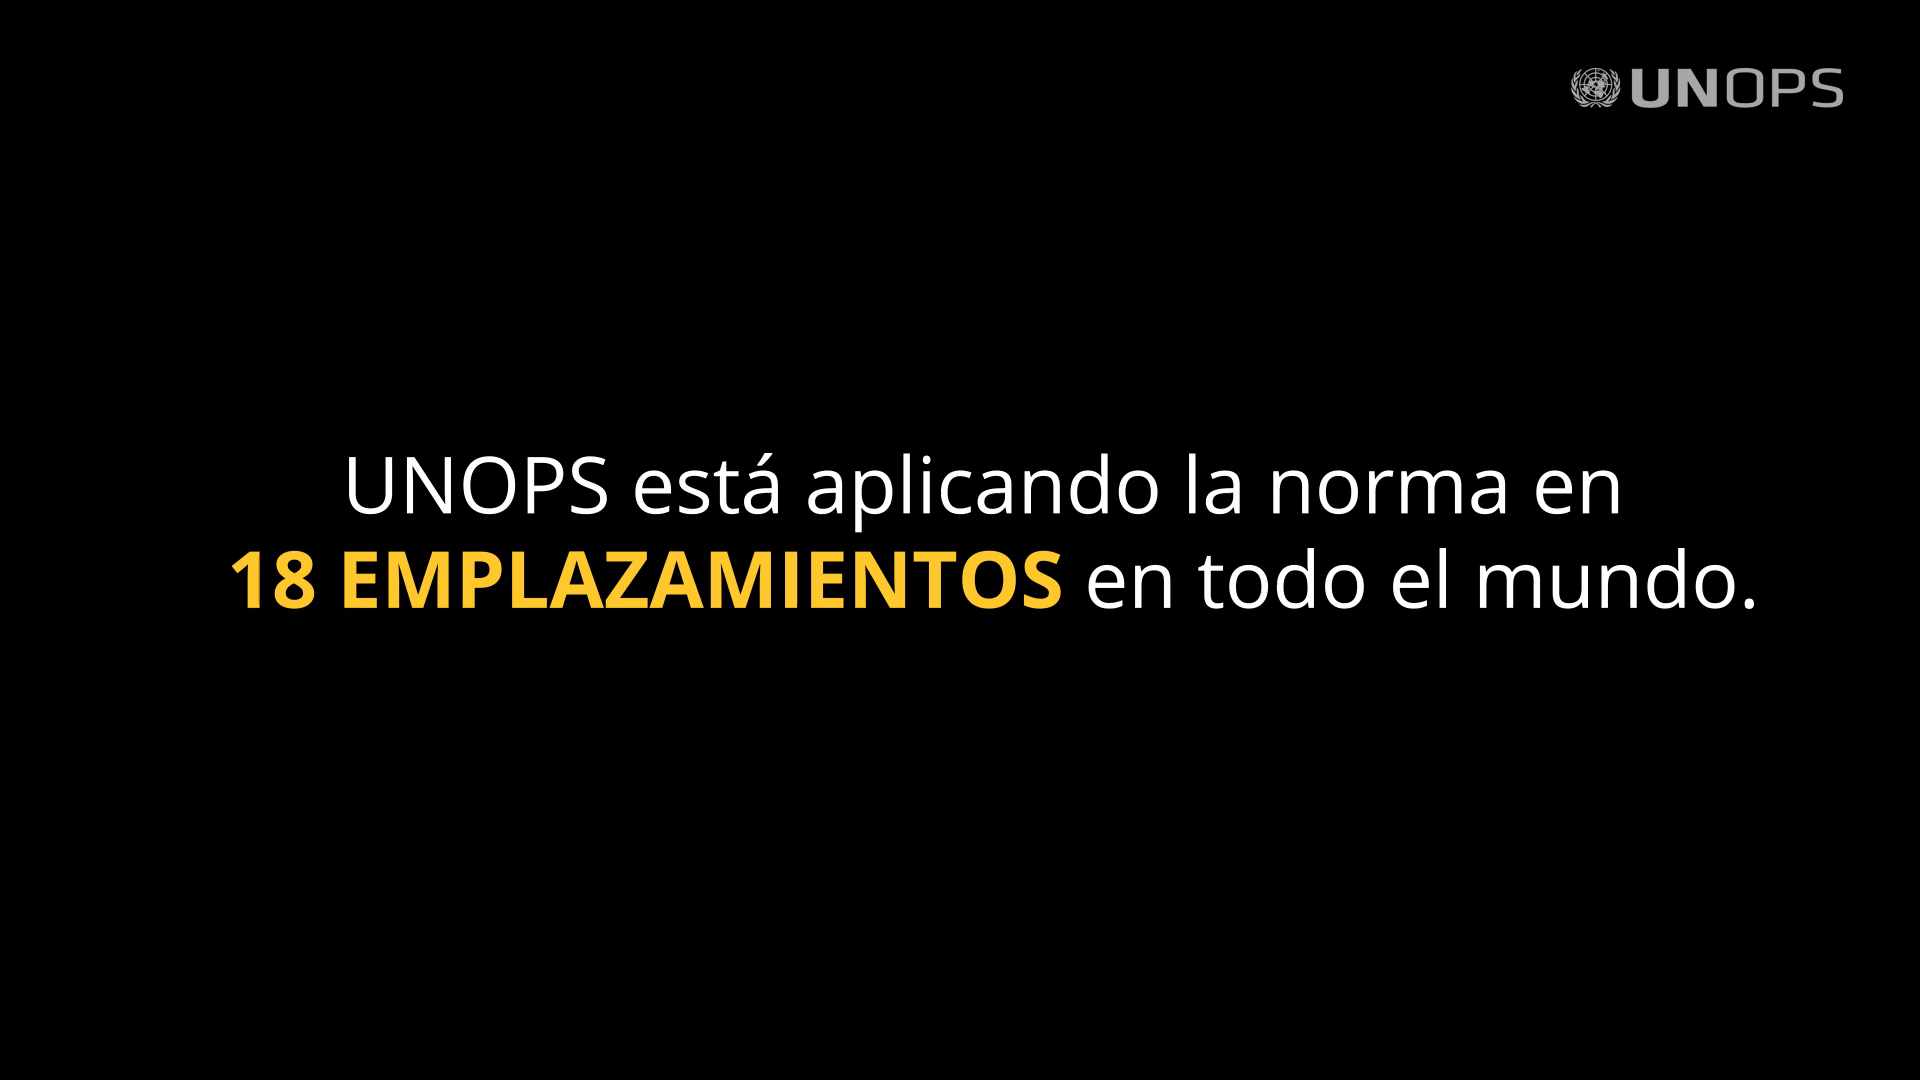 UNOPS
UNOPS está aplicando la norma en
18 EMPLAZAMIENTOS en todo el mundo.